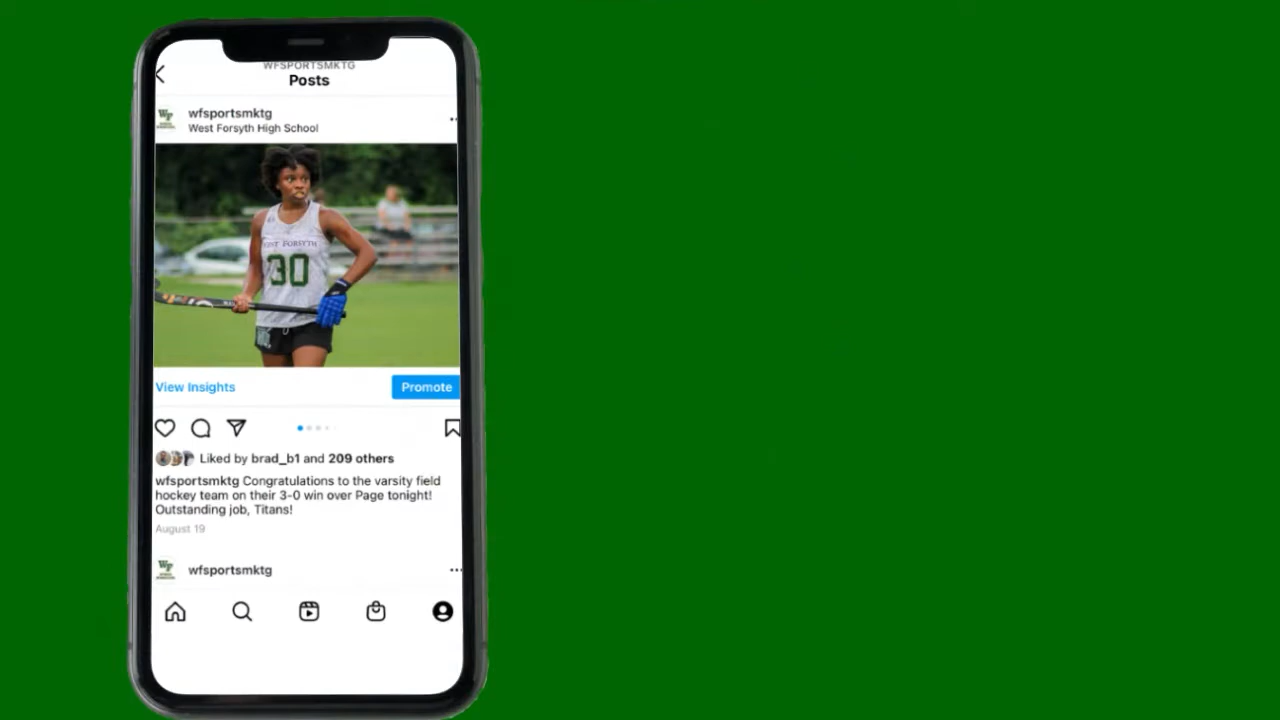 WFSPORTSMKTG
Posts
wfsportsmktg
West Forsyth High School
WEST FORSYTH
30
View Insights
Promote
Liked by brad_b1 and 209 others
wfsportsmktg Congratulations to the varsity field
hockey team on their 3-0 win over Page tonight!
Outstanding job, Titans!
August 19
WF
wfsportsmktg